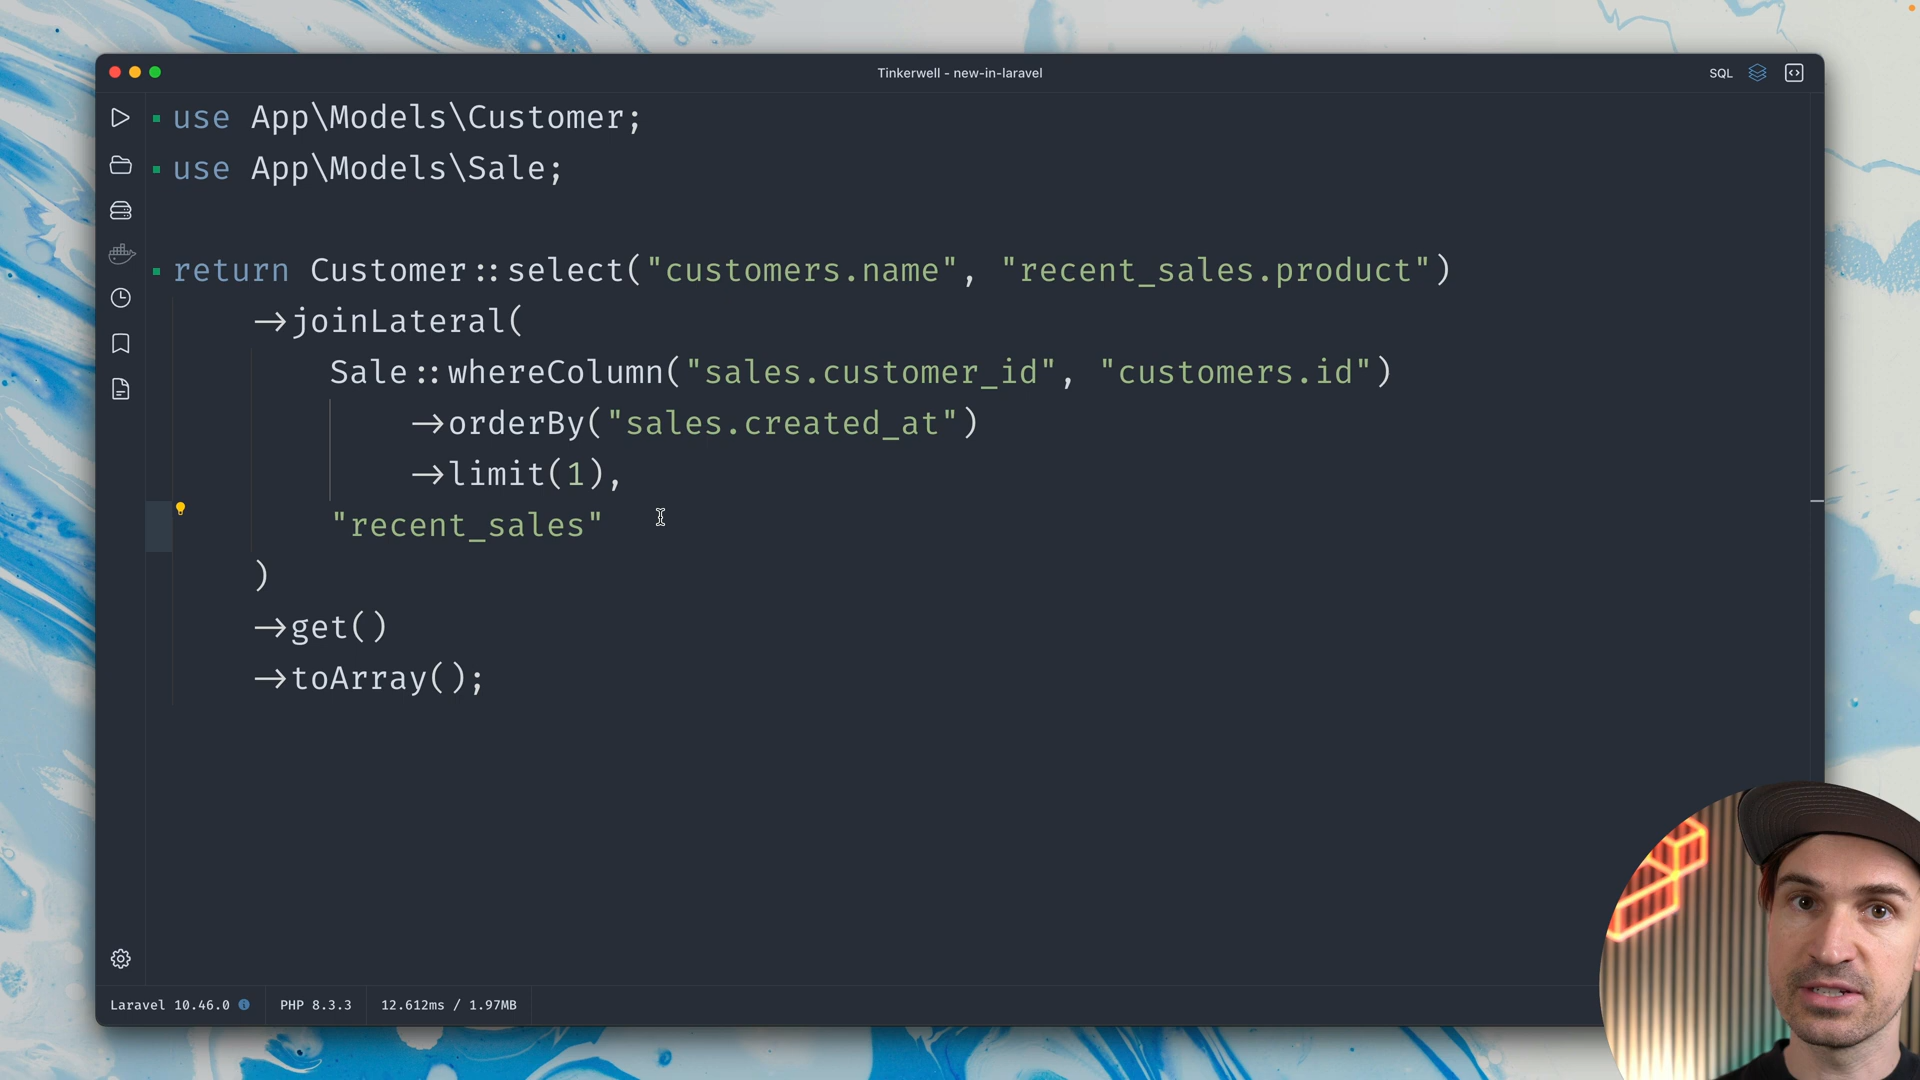 Tinkerwell - new-in-laravel
SQL
use App\Models\Customer;
use App\Models\Sale;
return Customer::select("customers.name", "recent_sales.product")
->joinLateral(
Sale::whereColumn("sales.customer_id", "customers.id")
->orderBy("sales.created_at")
->limit(1),
"recent_sales"
)
->get()
->toArray();
Laravel 10.46.0
PHP 8.3.3
12.612ms / 1.97MB